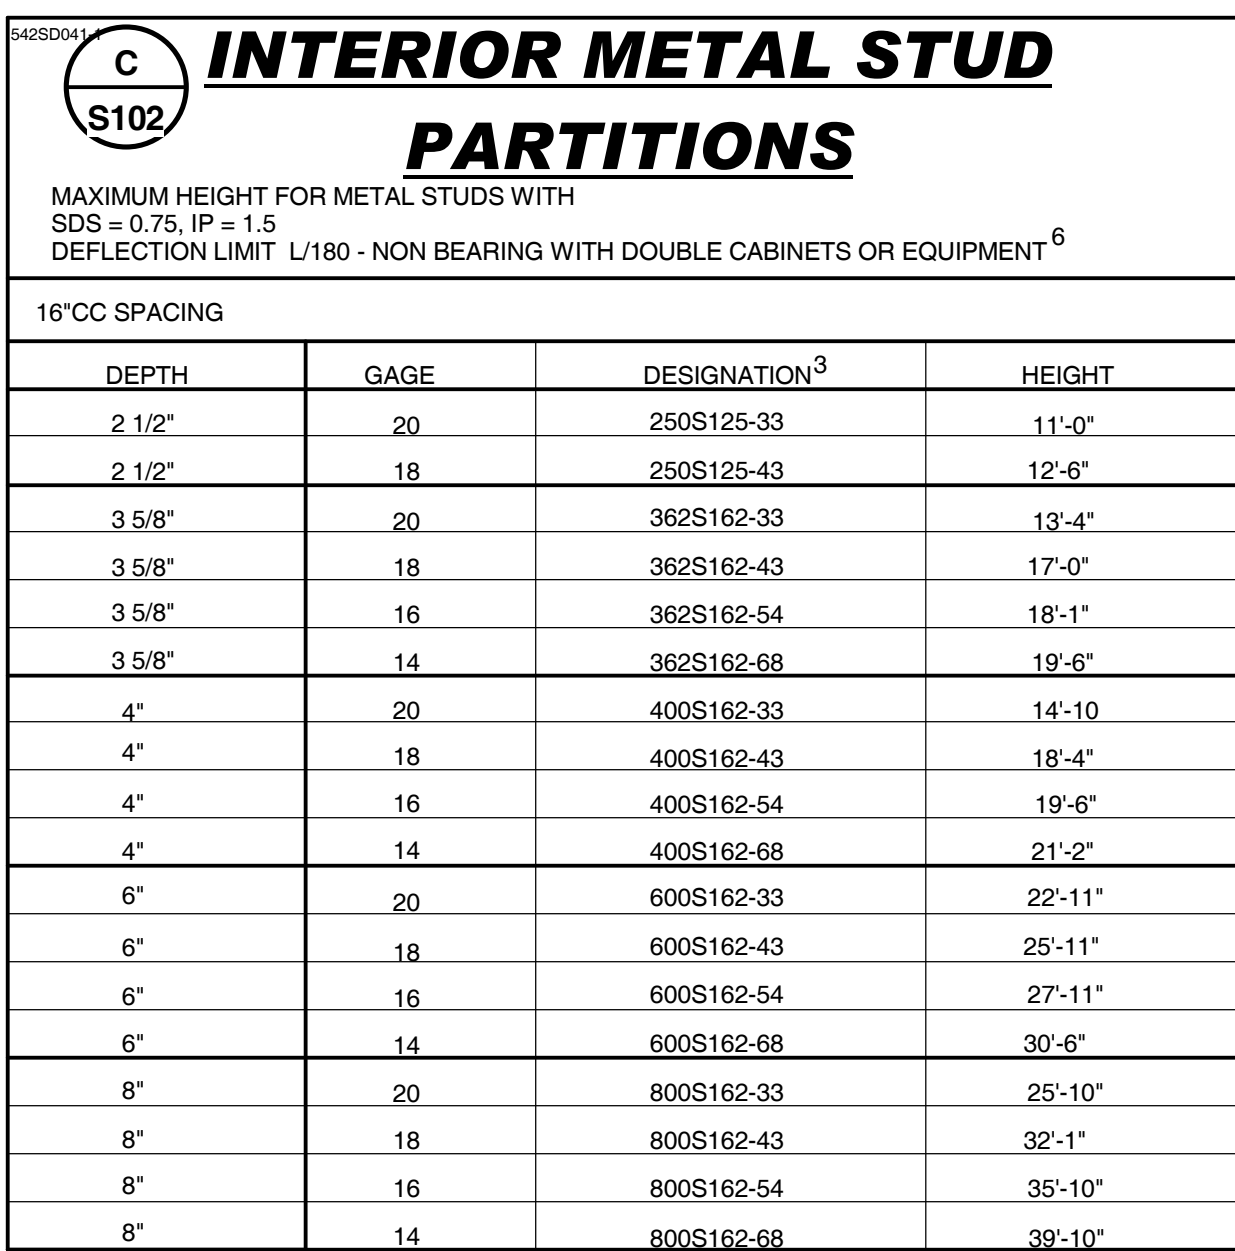 542SD041-1
C
S102
INTERIOR METAL STUD
PARTITIONS
MAXIMUM HEIGHT FOR METAL STUDS WITH
SDS = 0.75, IP = 1.5
DEFLECTION LIMIT L/180 - NON BEARING WITH DOUBLE CABINETS OR EQUIPMENT 6
16"CC SPACING
DEPTH GAGE DESIGNATION3 HEIGHT
2 1/2" 20 250S125-33 11'-0"
2 1/2" 18 250S125-43 12'-6"
3 5/8" 20 362S162-33 13'-4"
3 5/8" 18 362S162-43 17'-0"
3 5/8" 16 362S162-54 18'-1"
3 5/8" 14 362S162-68 19'-6"
4" 20 400S162-33 14'-10
4" 18 400S162-43 18'-4"
4" 16 400S162-54 19'-6"
4" 14 400S162-68 21'-2"
6" 20 600S162-33 22'-11"
6" 18 600S162-43 25'-11"
6" 16 600S162-54 27'-11"
6" 14 600S162-68 30'-6"
8" 20 800S162-33 25'-10"
8" 18 800S162-43 32'-1"
8" 16 800S162-54 35'-10"
8" 14 800S162-68 39'-10"